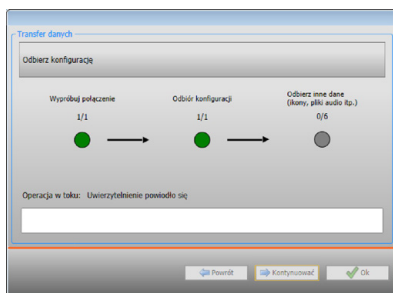 Transfer danych
Odbierz konfigurację
Wypróbuj połączenie
1/1
Odbiór konfiguracji
1/1
Odbierz inne dane
(ikony, pliki audio itp.)
0/6
Operacja w toku: Uwierzytelnienie powiodło się
Powrót
Kontynuować
Ok